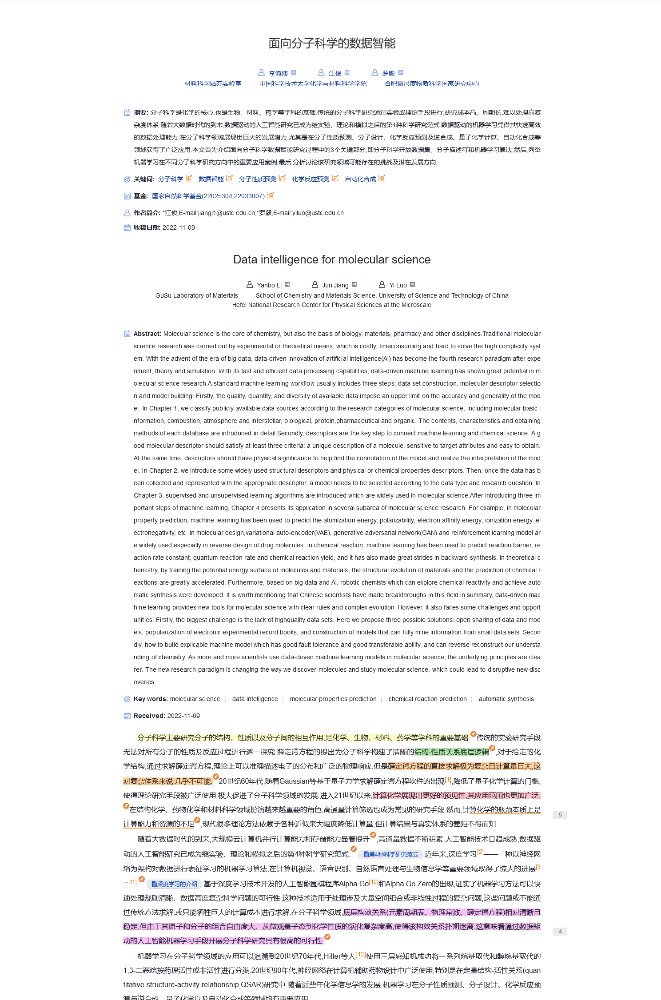 面向分子科学的数据智能
李淹博 江俊 罗毅
材料科学姑苏实验室 中国科学技术大学化学与材料科学学院 合肥微尺度物质科学国家研究中心
摘要: 分子科学是化学的核心,也是生物、材料、药学等学科的基础.传统的分子科学研究通过实验或理论手段进行,研究成本高、周期长,难以处理高复
杂度体系.随着大数据时代的到来,数据驱动的人工智能研究已成为继实验、理论和模拟之后的第4种科学研究范式.数据驱动的机器学习凭借其快速高效
的数据处理能力,在分子科学领域展现出巨大的发展潜力.尤其是在分子性质预测、分子设计、化学反应预测及逆合成、量子化学计算、自动化合成等
领域获得了广泛应用.本文首先介绍面向分子科学数据智能研究过程中的3个关键部分,即分子科学开放数据集、分子描述符和机器学习算法;然后,列举
机器学习在不同分子科学研究方向中的重要应用案例;最后,分析讨论该研究领域可能存在的挑战及潜在发展方向.
关键词: 分子科学 数据智能 分子性质预测 化学反应预测 自动化合成
基金: 国家自然科学基金(22025304,22033007)
作者简介: *江俊,E-mail:jiangj1@ustc.edu.cn;*罗毅,E-mail:yiluo@ustc.edu.cn
收稿日期: 2022-11-09
Data intelligence for molecular science
Yanbo Li Jun Jiang Yi Luo
GuSu Laboratory of Materials School of Chemistry and Materials Science, University of Science and Technology of China
Hefei National Research Center for Physical Sciences at the Microscale
Abstract: Molecular science is the core of chemistry, but also the basis of biology, materials, pharmacy and other disciplines.Traditional molecular
science research was carried out by experimental or theoretical means, which is costly, timeconsuming and hard to solve the high complexity syst
em. With the advent of the era of big data, data-driven innovation of artificial intelligence(AI) has become the fourth research paradigm after expe
riment, theory and simulation. With its fast and efficient data processing capabilities, data-driven machine learning has shown great potential in m
olecular science research.A standard machine learning workflow usually includes three steps: data set construction, molecular descriptor selectio
n,and model building. Firstly, the quality, quantity, and diversity of available data impose an upper limit on the accuracy and generality of the mod
el. In Chapter 1, we classify publicly available data sources according to the research categories of molecular science, including molecular basic i
nformation, combustion, atmosphere and interstellar, biological, protein,pharmaceutical and organic. The contents, characteristics and obtaining
methods of each database are introduced in detail.Secondly, descriptors are the key step to connect machine learning and chemical science. A g
ood molecular descriptor should satisfy at least three criteria: a unique description of a molecule, sensitive to target attributes and easy to obtain.
At the same time, descriptors should have physical significance to help find the connotation of the model and realize the interpretation of the mod
el. In Chapter 2, we introduce some widely used structural descriptors and physical or chemical properties descriptors. Then, once the data has b
een collected and represented with the appropriate descriptor, a model needs to be selected according to the data type and research question. In
Chapter 3, supervised and unsupervised learning algorithms are introduced which are widely used in molecular science.After introducing three im
portant steps of machine learning, Chapter 4 presents its application in several subarea of molecular science research. For example, in molecular
property prediction, machine learning has been used to predict the atomization energy, polarizability, electron affinity energy, ionization energy, el
ectronegativity, etc. In molecular design,variational auto-encoder(VAE), generative adversarial network(GAN) and reinforcement learning model ar
e widely used,especially in reverse design of drug molecules. In chemical reaction, machine learning has been used to predict reaction barrier, re
action rate constant, quantum reaction rate and chemical reaction yield, and it has also made great strides in backward synthesis. In theoretical c
hemistry, by training the potential energy surface of molecules and materials, the structural evolution of materials and the prediction of chemical r
eactions are greatly accelerated. Furthermore, based on big data and AI, robotic chemists which can explore chemical reactivity and achieve auto
matic synthesis were developed. It is worth mentioning that Chinese scientists have made breakthroughs in this field.In summary, data-driven mac
hine learning provides new tools for molecular science with clear rules and complex evolution. However, it also faces some challenges and opport
unities. Firstly, the biggest challenge is the lack of highquality data sets. Here we propose three possible solutions: open sharing of data and mod
els, popularization of electronic experimental record books, and construction of models that can fully mine information from small data sets. Secon
dly, how to build explicable machine model which has good fault tolerance and good transferable ability, and can reverse reconstruct our understa
nding of chemistry. As more and more scientists use data-driven machine learning models in molecular science, the underlying principles are clea
rer. The new research paradigm is changing the way we discover molecules and study molecular science, which could lead to disruptive new disc
overies.
Key words: molecular science ; data intelligence ; molecular properties prediction ; chemical reaction prediction ; automatic synthesis
Received: 2022-11-09
分子科学主要研究分子的结构、性质以及分子间的相互作用,是化学、生物、材料、药学等学科的重要基础.传统的实验研究手段
无法对所有分子的性质及反应过程进行逐一探究.薛定谔方程的提出为分子科学构建了清晰的结构-性质关系底层逻辑,对于给定的化
学结构,通过求解薛定谔方程,理论上可以准确描述电子的分布和广泛的物理响应.但是薛定谔方程的直接求解极为复杂且计算量巨大,这
对复杂体系来说,几乎不可能.20世纪60年代,随着Gaussian等基于量子力学求解薛定谔方程软件的出现[1],降低了量子化学计算的门槛,
使得理论研究手段被广泛使用,极大促进了分子科学领域的发展.进入21世纪以来,计算化学展现出更好的预见性,其应用范围也更加广泛,
在结构化学、药物化学和材料科学领域扮演越来越重要的角色,高通量计算筛选也成为常见的研究手段.然而,计算化学的瓶颈本质上是
5
计算能力和资源的不足,现代很多理论方法依赖于各种近似来大幅度降低计算量,但计算结果与真实体系的差距不得而知.
随着大数据时代的到来,大规模云计算机并行计算能力和存储能力显著提升,高通量数据不断积累,人工智能技术日趋成熟,数据驱
动的人工智能研究已成为继实验、理论和模拟之后的第4种科学研究范式. 第4种科学研究范式 近年来,深度学习[2]——一种以神经网
络为架构对数据进行表征学习的机器学习算法,在计算机视觉、语音识别、自然语言处理与生物信息学等重要领域取得了惊人的进展[3
~11]. 深度学习的介绍 基于深度学习技术开发的人工智能围棋程序Alpha Go[12]和Alpha Go Zero的出现,证实了机器学习方法可以快
速处理规则清晰、数据高度复杂科学问题的可行性.这种技术适用于处理涉及大量空间组合或非线性过程的复杂问题,这些问题或不能通
过传统方法求解,或只能牺牲巨大的计算成本进行求解.在分子科学领域,底层构效关系(元素周期表、物理常数、薛定谔方程)相对清晰且
稳定,但由于其原子和分子的组合自由度大、从微观量子态到化学性质的演化复杂度高,使得该构效关系扑朔迷离.这意味着通过数据驱
4
动的人工智能机器学习手段开展分子科学研究具有很高的可行性.
机器学习在分子科学领域的应用可以追溯到20世纪70年代,Hiller等人[13]使用三层感知机成功将一系列烷基取代和醇烷基取代的
1,3-二恶烷按药理活性或非活性进行分类.20世纪90年代,神经网络在计算机辅助药物设计中广泛使用,特别是在定量结构-活性关系(quan
titative structure-activity relationship,QSAR)研究中.随着近些年化学信息学的发展,机器学习在分子性质预测、分子设计、化学反应预
测与逆合成、量子化学以及自动化合成等领域均有重要应用.